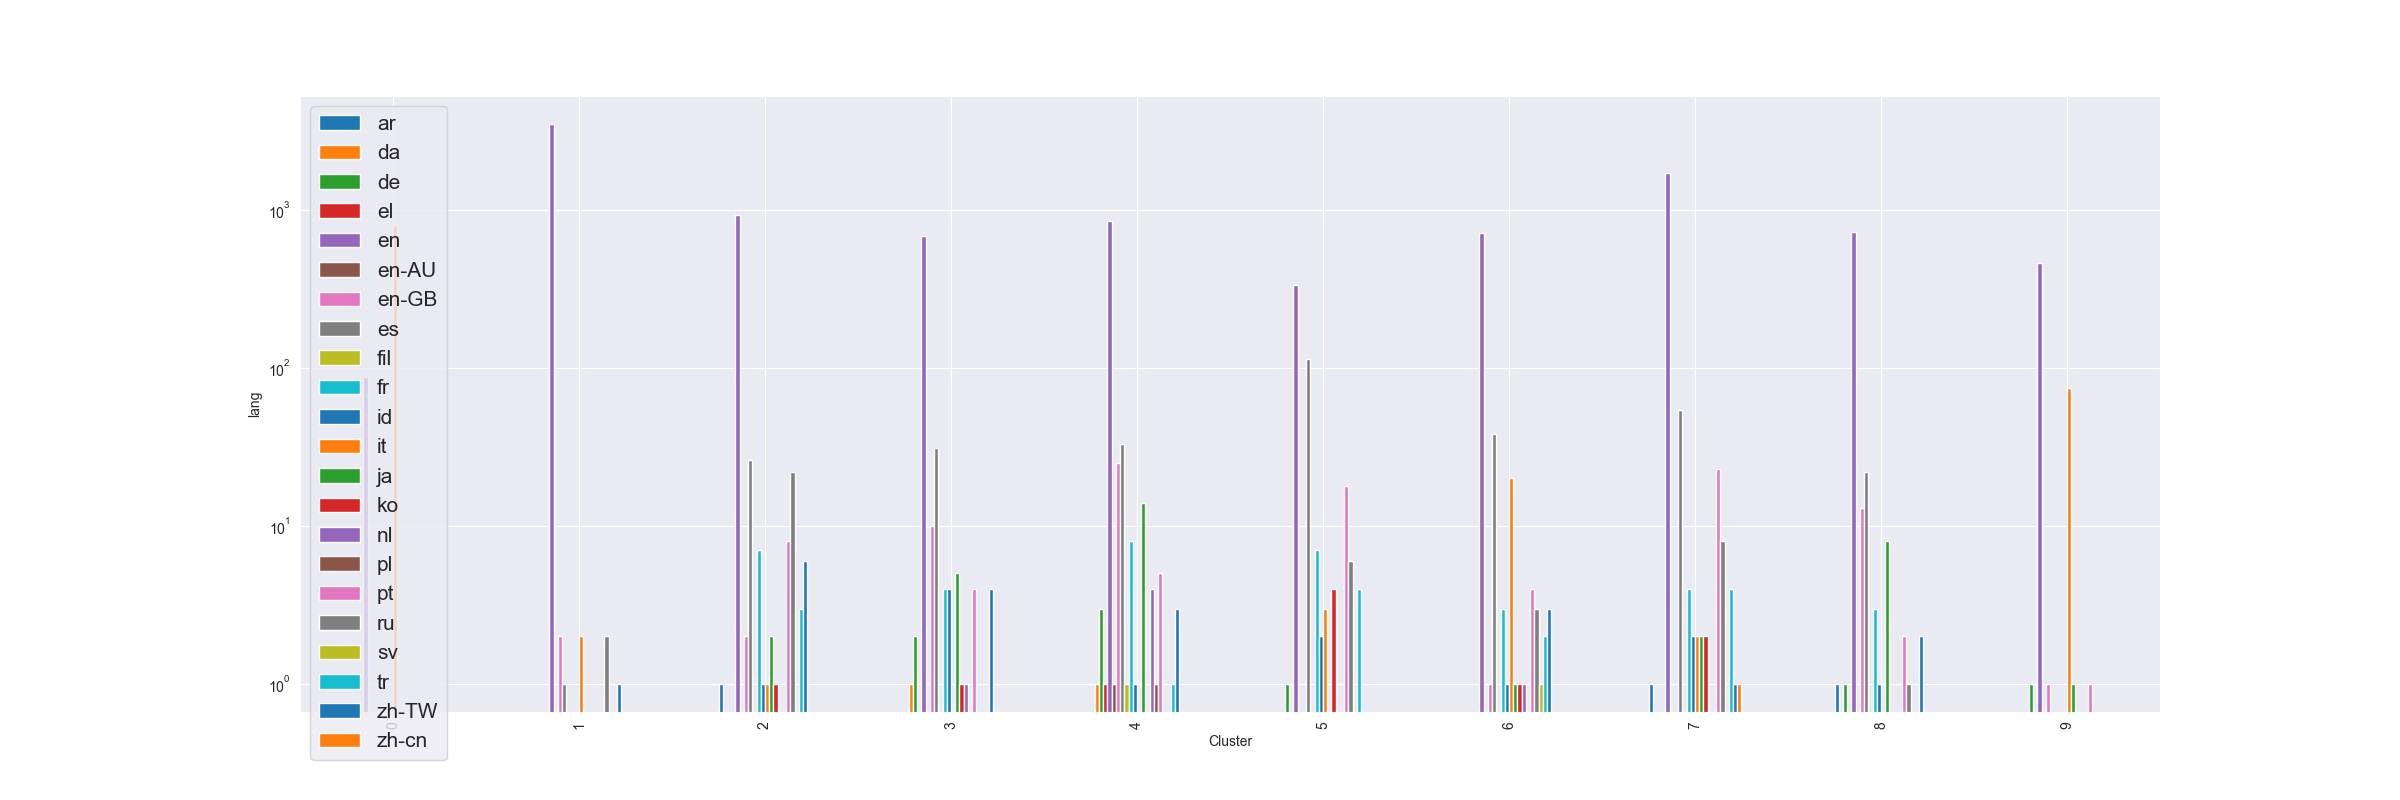 ar
da
de
el
en
en-AU
en-GB
es
fil
fr
id
it
ja
ko
nl
pl
pt
ru
sv
tr
zh-TW
zh-cn
10³
10²
10¹
10⁰
lang
0 1 2 3 4 5 6 7 8 9
Cluster